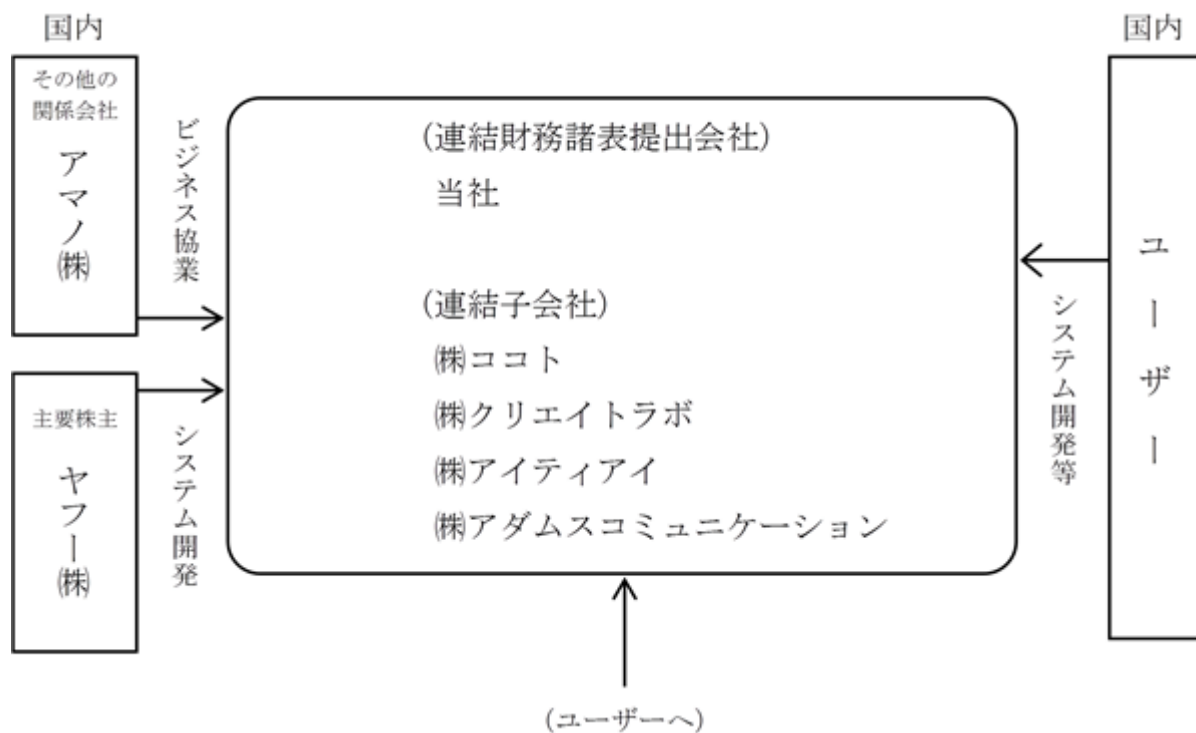 国内
その他の
関係会社
アマノ㈱
ビジネス協業
主要株主
ヤフー㈱
システム開発
(連結財務諸表提出会社)
当社
(連結子会社)
㈱ココト
㈱クリエイトラボ
㈱アイティアイ
㈱アダムスコミュニケーション
(ユーザーへ)
システム開発等
国内
ユーザー